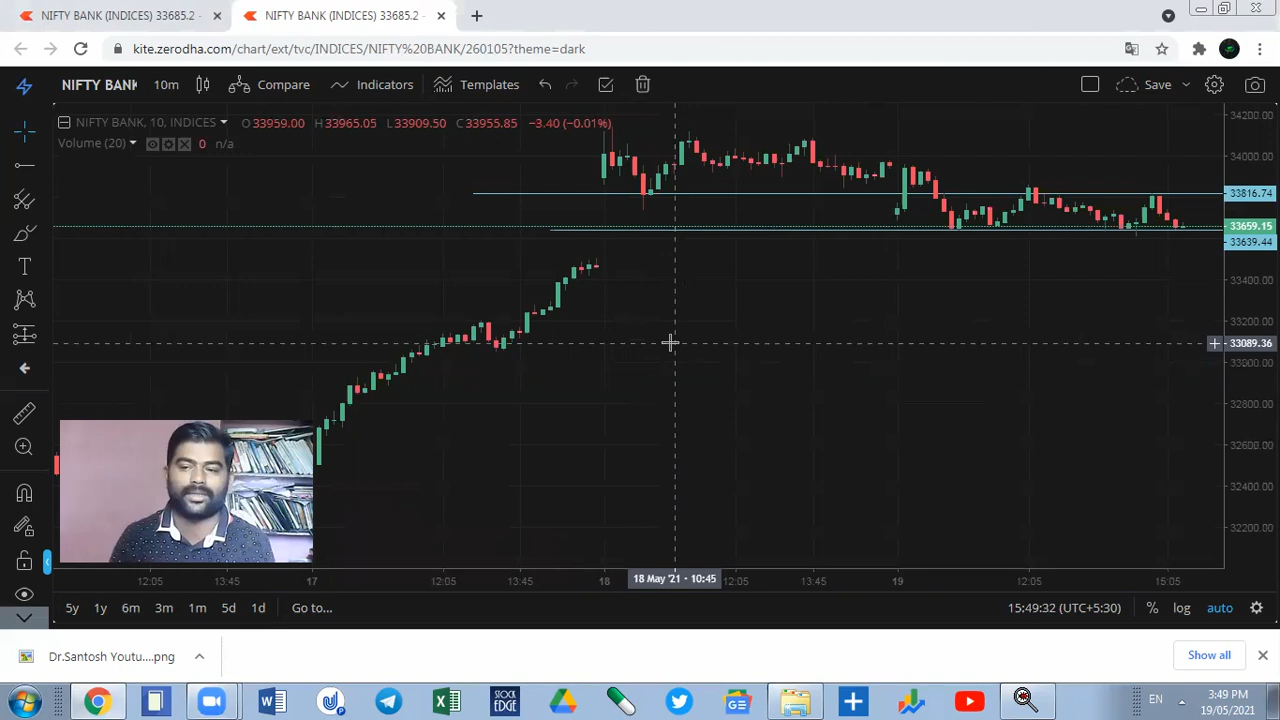 NIFTY BANK (INDICES) 33685.2 -
NIFTY BANK (INDICES) 33685.2 -
kite.zerodha.com/chart/ext/tvc/INDICES/NIFTY%20BANK/260105?theme=dark
NIFTY BANK 10m Compare Indicators Templates Save
NIFTY BANK, 10, INDICES O 33959.00 H 33965.05 L 33909.50 C 33955.85 −3.40 (−0.01%)
Volume (20) 0 n/a
34200.00
34000.00
33816.74
33659.15
33639.44
33400.00
33200.00
33089.36
33000.00
32800.00
32600.00
32400.00
32200.00
12:05 13:45 17 12:05 13:45 18 18 May '21 - 10:45 12:05 13:45 19 12:05 15:05
5y 1y 6m 3m 1m 5d 1d Go to... 15:49:32 (UTC+5:30) % log auto
Dr.Santosh Youtu....png Show all
STOCK EDGE
EN
3:49 PM
19/05/2021